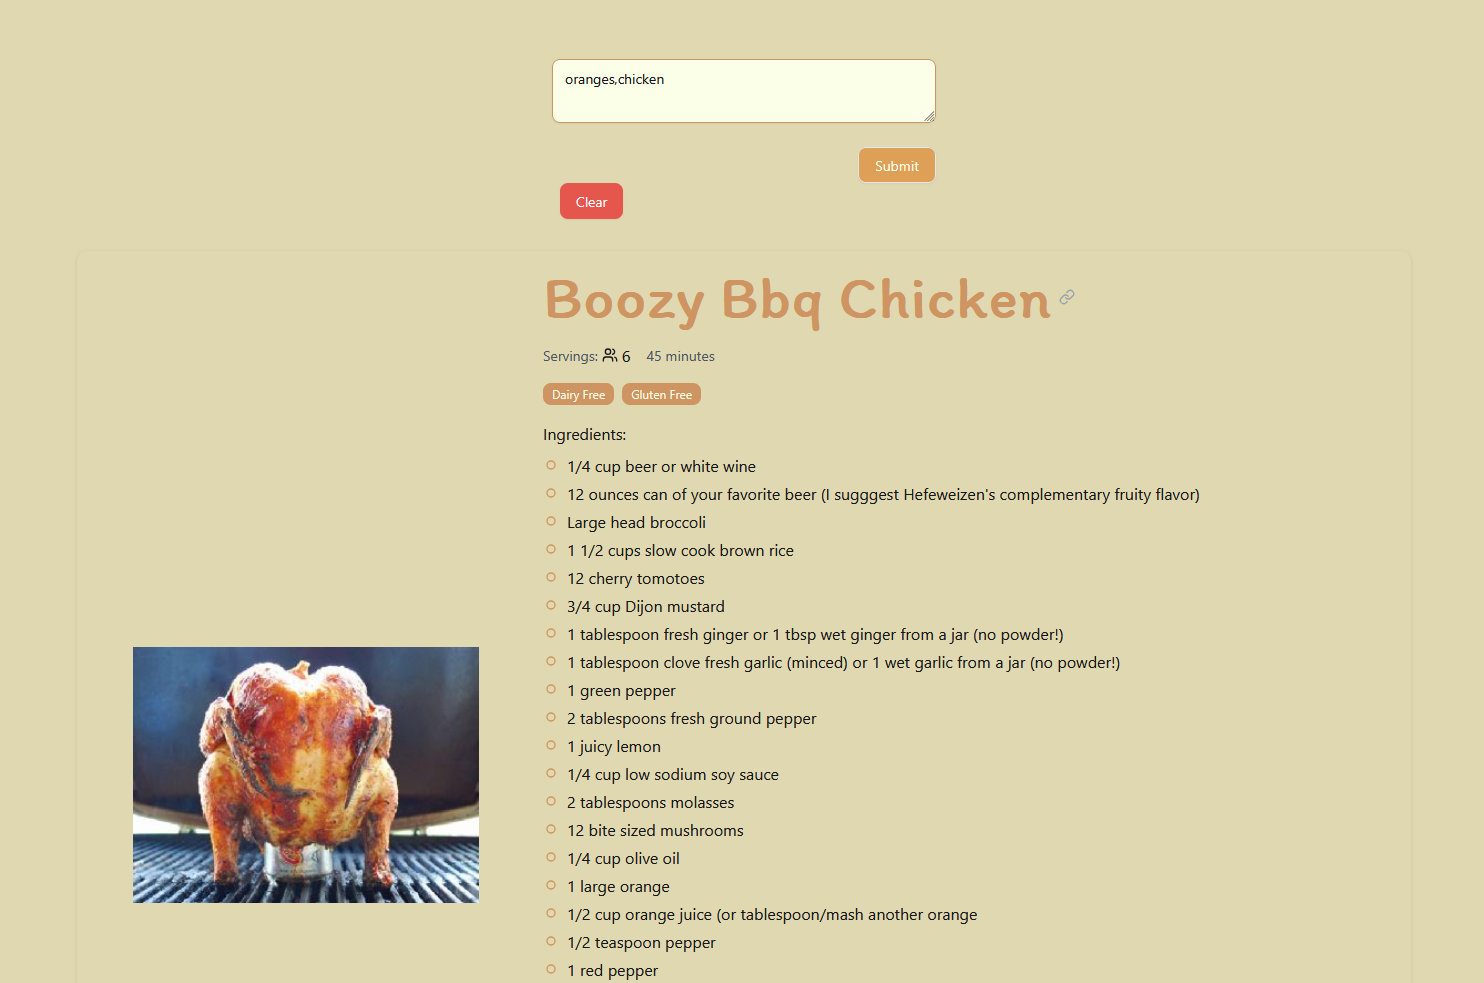 oranges,chicken
Submit
Clear
Boozy Bbq Chicken
Servings: 6 45 minutes
Dairy Free Gluten Free
Ingredients:
1/4 cup beer or white wine
12 ounces can of your favorite beer (I sugggest Hefeweizen's complementary fruity flavor)
Large head broccoli
1 1/2 cups slow cook brown rice
12 cherry tomotoes
3/4 cup Dijon mustard
1 tablespoon fresh ginger or 1 tbsp wet ginger from a jar (no powder!)
1 tablespoon clove fresh garlic (minced) or 1 wet garlic from a jar (no powder!)
1 green pepper
2 tablespoons fresh ground pepper
1 juicy lemon
1/4 cup low sodium soy sauce
2 tablespoons molasses
12 bite sized mushrooms
1/4 cup olive oil
1 large orange
1/2 cup orange juice (or tablespoon/mash another orange
1/2 teaspoon pepper
1 red pepper